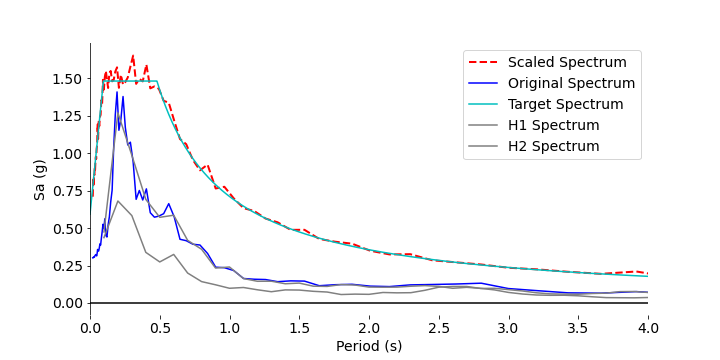 Scaled Spectrum
Original Spectrum
Target Spectrum
H1 Spectrum
H2 Spectrum
Sa (g)
1.50
1.25
1.00
0.75
0.50
0.25
0.00
0.0 0.5 1.0 1.5 2.0 2.5 3.0 3.5 4.0
Period (s)